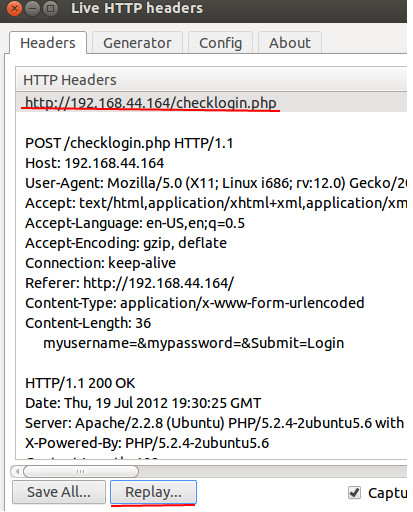 Live HTTP headers
Headers Generator Config About
HTTP Headers
http://192.168.44.164/checklogin.php
POST /checklogin.php HTTP/1.1
Host: 192.168.44.164
User-Agent: Mozilla/5.0 (X11; Linux i686; rv:12.0) Gecko/20
Accept: text/html,application/xhtml+xml,application/xm
Accept-Language: en-US,en;q=0.5
Accept-Encoding: gzip, deflate
Connection: keep-alive
Referer: http://192.168.44.164/
Content-Type: application/x-www-form-urlencoded
Content-Length: 36
myusername=&mypassword=&Submit=Login
HTTP/1.1 200 OK
Date: Thu, 19 Jul 2012 19:30:25 GMT
Server: Apache/2.2.8 (Ubuntu) PHP/5.2.4-2ubuntu5.6 with
X-Powered-By: PHP/5.2.4-2ubuntu5.6
Save All... Replay... Captu